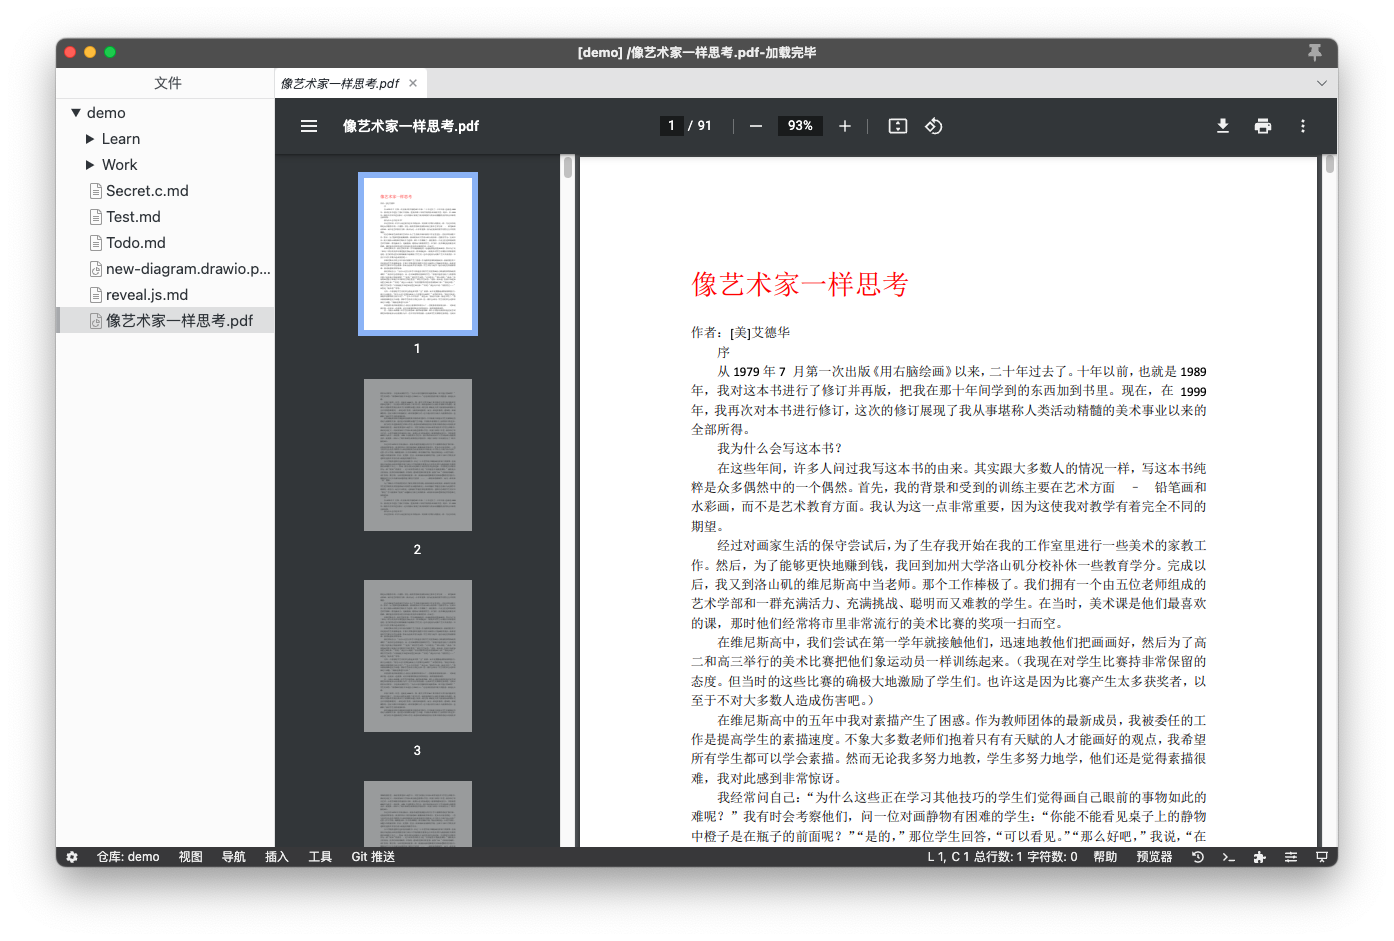 [demo] /像艺术家一样思考.pdf-加载完毕
文件
像艺术家一样思考.pdf
demo
Learn
Work
Secret.c.md
Test.md
Todo.md
new-diagram.drawio.p...
reveal.js.md
像艺术家一样思考.pdf
像艺术家一样思考.pdf
1 / 91
93%
1
2
3
像艺术家一样思考
作者：[美]艾德华
序
从 1979 年 7 月第一次出版《用右脑绘画》以来，二十年过去了。十年以前，也就是 1989
年，我对这本书进行了修订并再版，把我在那十年间学到的东西加到书里。现在，在 1999
年，我再次对本书进行修订，这次的修订展现了我从事堪称人类活动精髓的美术事业以来的
全部所得。
我为什么会写这本书？
在这些年间，许多人问过我写这本书的由来。其实跟大多数人的情况一样，写这本书纯
粹是众多偶然中的一个偶然。首先，我的背景和受到的训练主要在艺术方面 － 铅笔画和
水彩画，而不是艺术教育方面。我认为这一点非常重要，因为这使我对教学有着完全不同的
期望。
经过对画家生活的保守尝试后，为了生存我开始在我的工作室里进行一些美术的家教工
作。然后，为了能够更快地赚到钱，我回到加州大学洛山矶分校补休一些教育学分。完成以
后，我又到洛山矶的维尼斯高中当老师。那个工作棒极了。我们拥有一个由五位老师组成的
艺术学部和一群充满活力、充满挑战、聪明而又难教的学生。在当时，美术课是他们最喜欢
的课，那时他们经常将市里非常流行的美术比赛的奖项一扫而空。
在维尼斯高中，我们尝试在第一学年就接触他们，迅速地教他们把画画好，然后为了高
二和高三举行的美术比赛把他们象运动员一样训练起来。（我现在对学生比赛持非常保留的
态度。但当时的这些比赛的确极大地激励了学生们。也许这是因为比赛产生太多获奖者，以
至于不对大多数人造成伤害吧。）
在维尼斯高中的五年中我对素描产生了困惑。作为教师团体的最新成员，我被委任的工
作是提高学生的素描速度。不象大多数老师们抱着只有有天赋的人才能画好的观点，我希望
所有学生都可以学会素描。然而无论我多努力地教，学生多努力地学，他们还是觉得素描很
难，我对此感到非常惊讶。
我经常问自己：“为什么这些正在学习其他技巧的学生们觉得画自己眼前的事物如此的
难呢？”我有时会考察他们，问一位对画静物有困难的学生：“你能不能看见桌子上的静物
中橙子是在瓶子的前面呢？”“是的，”那位学生回答，“可以看见。”“那么好吧，”我说，“在
仓库: demo 视图 导航 插入 工具 Git 推送
L 1, C 1 总行数: 1 字符数: 0 帮助 预览器